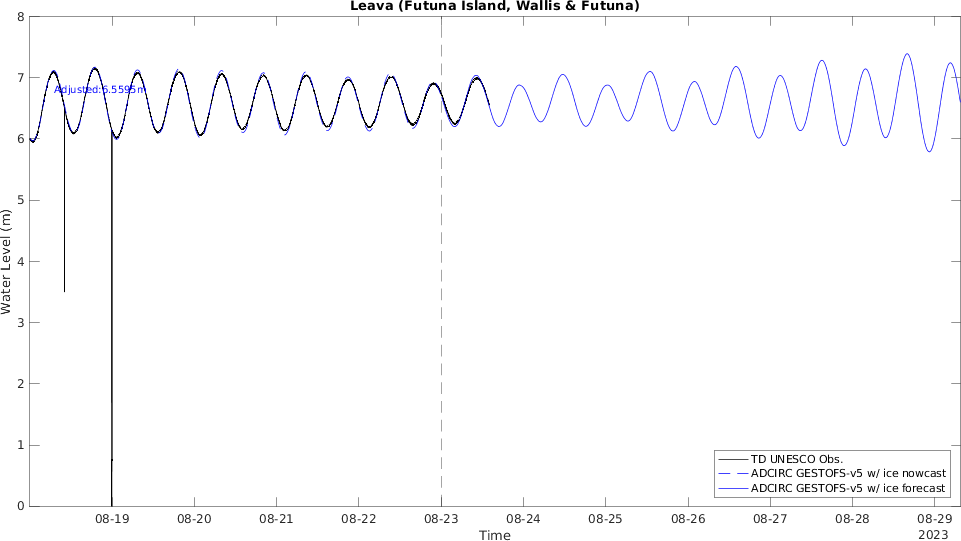 Leava (Futuna Island, Wallis & Futuna)
8
7
6
5
4
3
2
1
0
Water Level (m)
Adjusted:6.5595m
TD UNESCO Obs.
ADCIRC GESTOFS-v5 w/ ice nowcast
ADCIRC GESTOFS-v5 w/ ice forecast
08-19 08-20 08-21 08-22 08-23 08-24 08-25 08-26 08-27 08-28 08-29
Time
2023